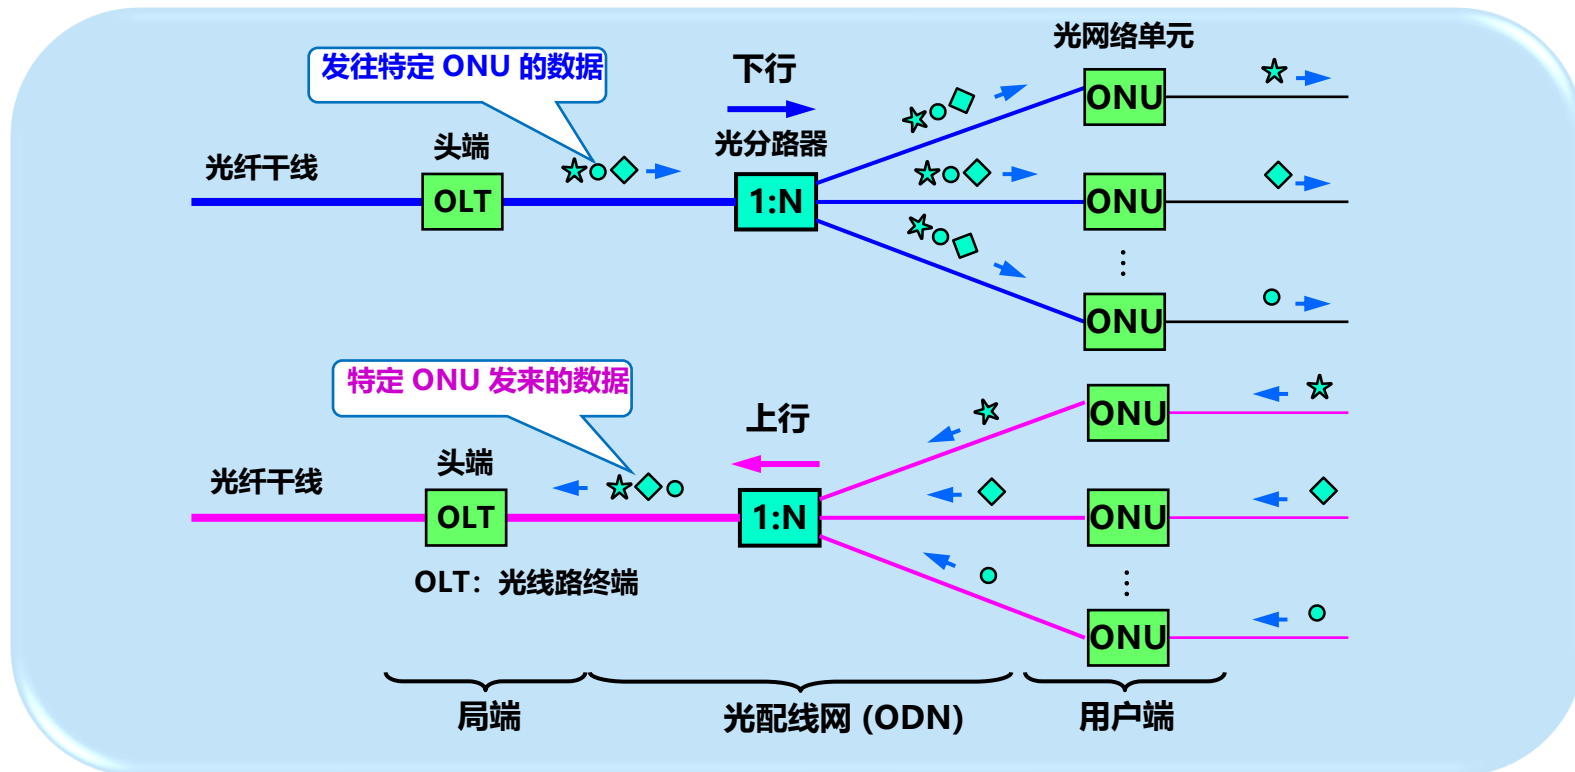 光网络单元
发往特定 ONU 的数据
下行
ONU
头端
光分路器
光纤干线
OLT
1:N
ONU
⋮
ONU
特定 ONU 发来的数据
上行
ONU
头端
光纤干线
OLT
1:N
ONU
OLT：光线路终端
⋮
ONU
局端
光配线网 (ODN)
用户端